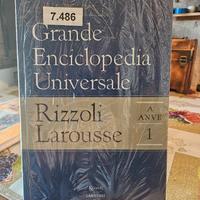 7.486
Grande
Enciclopedia
Universale
Rizzoli
Larousse
A
ANVE
1